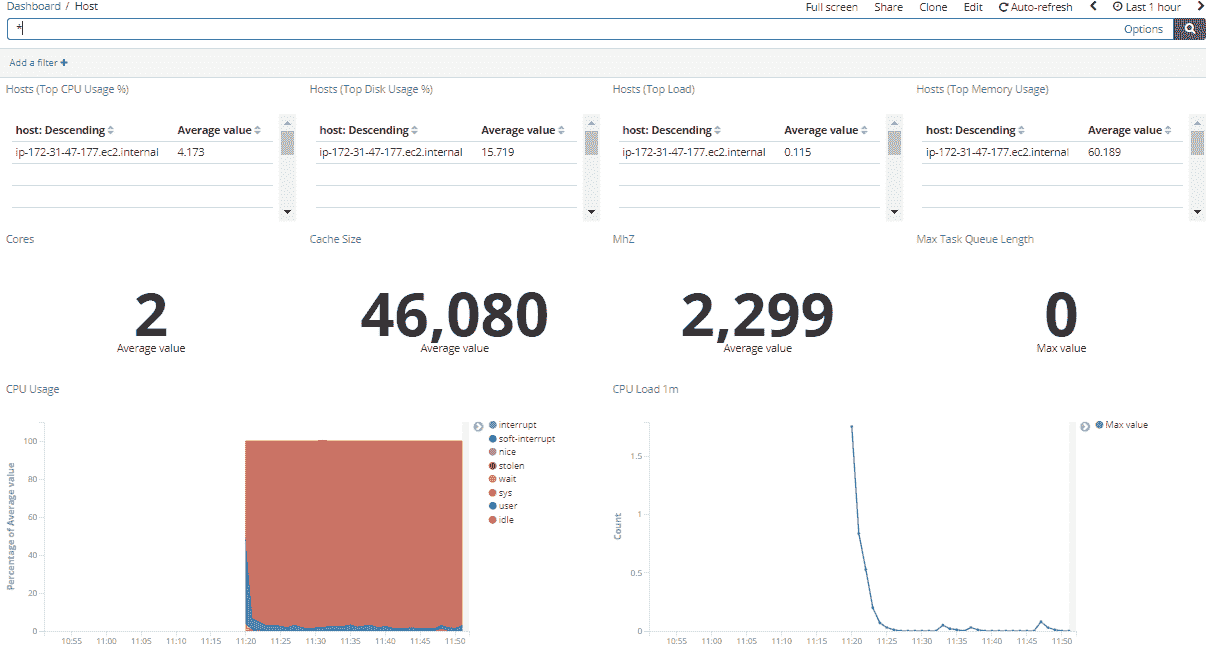 Dashboard / Host
Full screen Share Clone Edit Auto-refresh Last 1 hour
*
Options
Add a filter +
Hosts (Top CPU Usage %) Hosts (Top Disk Usage %) Hosts (Top Load) Hosts (Top Memory Usage)
host: Descending Average value host: Descending Average value host: Descending Average value host: Descending Average value
ip-172-31-47-177.ec2.internal 4.173 ip-172-31-47-177.ec2.internal 15.719 ip-172-31-47-177.ec2.internal 0.115 ip-172-31-47-177.ec2.internal 60.189
Cores Cache Size MhZ Max Task Queue Length
2 46,080 2,299 0
Average value Average value Average value Max value
CPU Usage
Percentage of Average value
100
80
60
40
20
0
10:55 11:00 11:05 11:10 11:15 11:20 11:25 11:30 11:35 11:40 11:45 11:50
interrupt
soft-interrupt
nice
stolen
wait
sys
user
idle
CPU Load 1m
Count
1.5
1
0.5
0
10:55 11:00 11:05 11:10 11:15 11:20 11:25 11:30 11:35 11:40 11:45 11:50
Max value